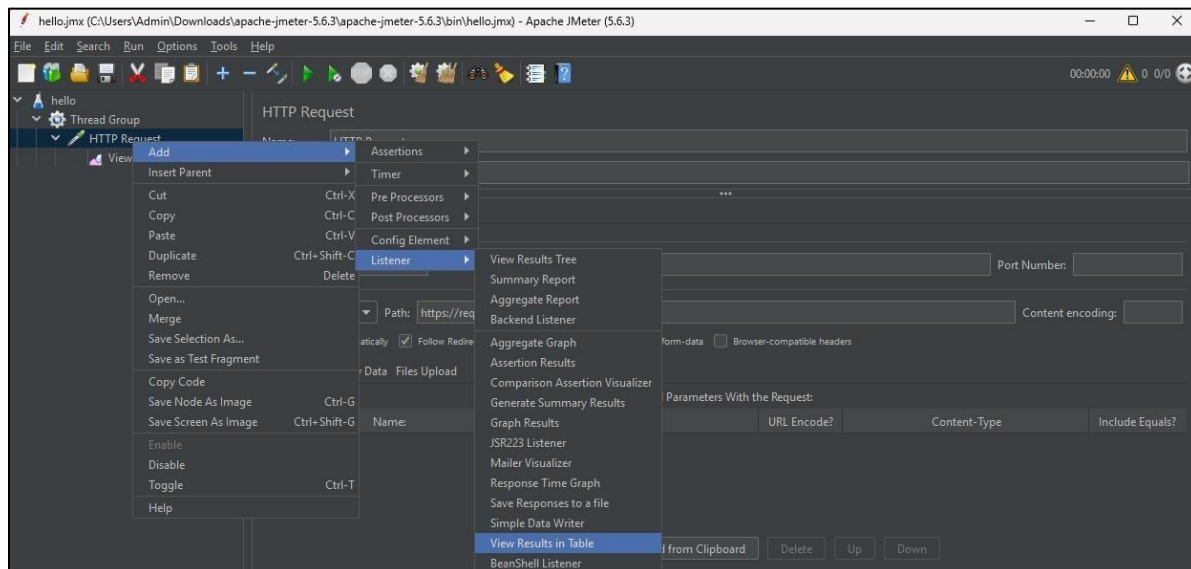 hello.jmx (C:\Users\Admin\Downloads\apache-jmeter-5.6.3\apache-jmeter-5.6.3\bin\hello.jmx) - Apache JMeter (5.6.3)
File Edit Search Run Options Tools Help
00:00:00 0 0/0
hello
Thread Group
HTTP Request
View
HTTP Request
Add
Insert Parent
Cut Ctrl-X
Copy Ctrl-C
Paste Ctrl-V
Duplicate Ctrl+Shift-C
Remove Delete
Open...
Merge
Save Selection As...
Save as Test Fragment
Copy Code
Save Node As Image Ctrl-G
Save Screen As Image Ctrl+Shift-G
Enable
Disable
Toggle Ctrl-T
Help
Assertions
Timer
Pre Processors
Post Processors
Config Element
Listener
View Results Tree
Summary Report
Aggregate Report
Backend Listener
Aggregate Graph
Assertion Results
Comparison Assertion Visualizer
Generate Summary Results
Graph Results
JSR223 Listener
Mailer Visualizer
Response Time Graph
Save Responses to a file
Simple Data Writer
View Results in Table
BeanShell Listener
Port Number:
Path: https://req
Content encoding:
Follow Redire
form-data Browser-compatible headers
Data Files Upload
Parameters With the Request:
Name: URL Encode? Content-Type Include Equals?
from Clipboard Delete Up Down